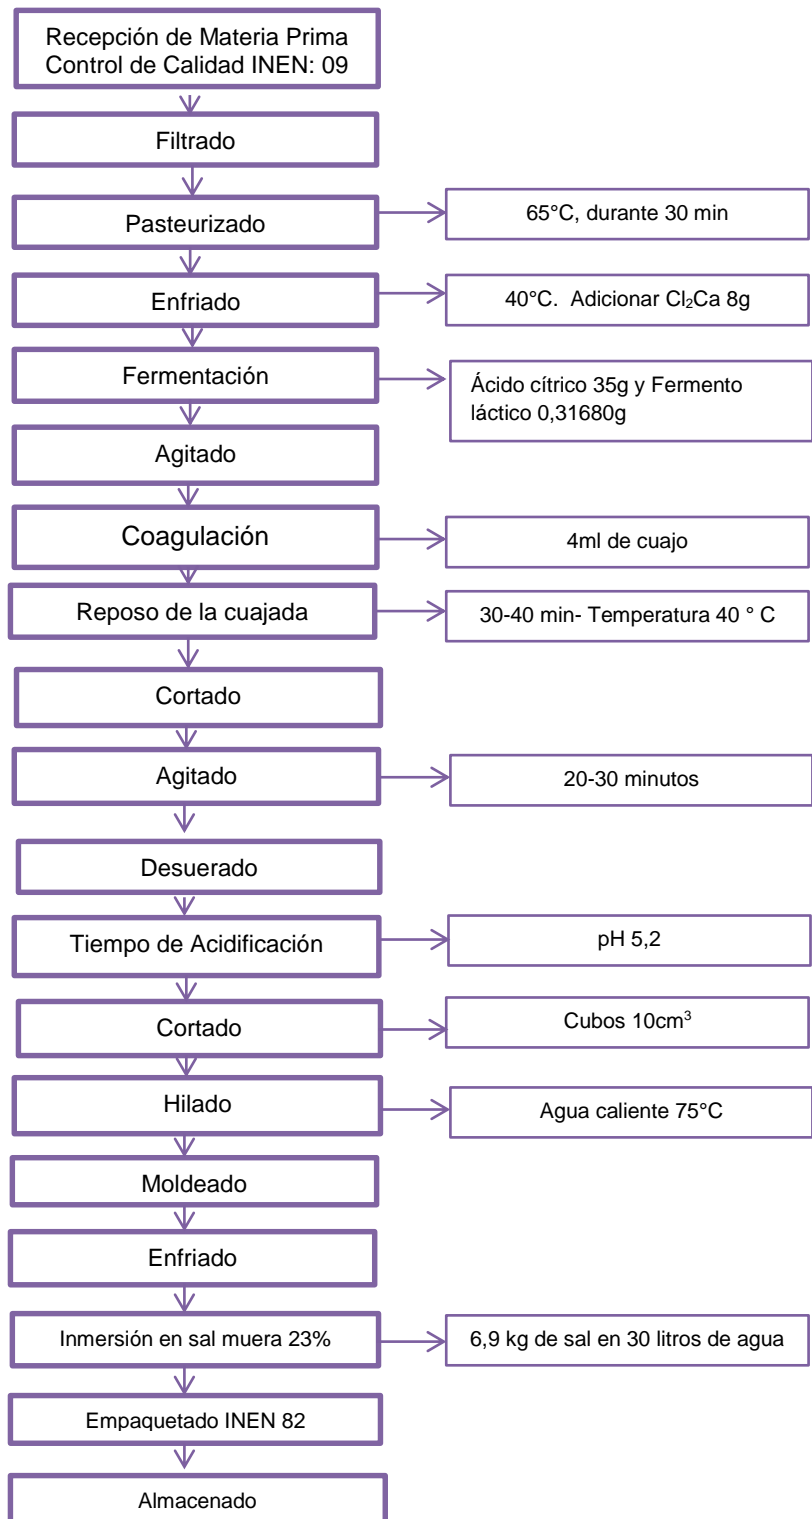 Recepción de Materia Prima
Control de Calidad INEN: 09
Filtrado
Pasteurizado
65°C, durante 30 min
Enfriado
40°C. Adicionar Cl₂Ca 8g
Fermentación
Ácido cítrico 35g y Fermento
láctico 0,31680g
Agitado
Coagulación
4ml de cuajo
Reposo de la cuajada
30-40 min- Temperatura 40 ° C
Cortado
Agitado
20-30 minutos
Desuerado
Tiempo de Acidificación
pH 5,2
Cortado
Cubos 10cm³
Hilado
Agua caliente 75°C
Moldeado
Enfriado
Inmersión en sal muera 23%
6,9 kg de sal en 30 litros de agua
Empaquetado INEN 82
Almacenado